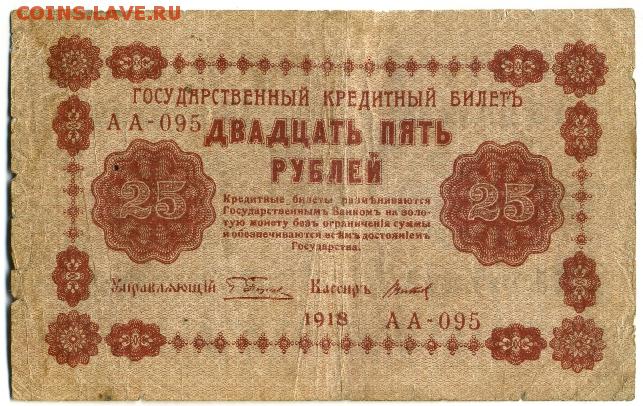 COINS.LAVE.RU
ГОСУДАРСТВЕННЫЙ КРЕДИТНЫЙ БИЛЕТЪ
АА-095
ДВАДЦАТЬ ПЯТЬ
РУБЛЕЙ
25
25
Кредитные билеты размѣниваются
Государственнымъ Банкомъ на золо-
тую монету безъ ограниченія суммы
и обезпечиваются всѣмъ достояніемъ
Государства.
Управляющій
Кассиръ
1918
АА-095